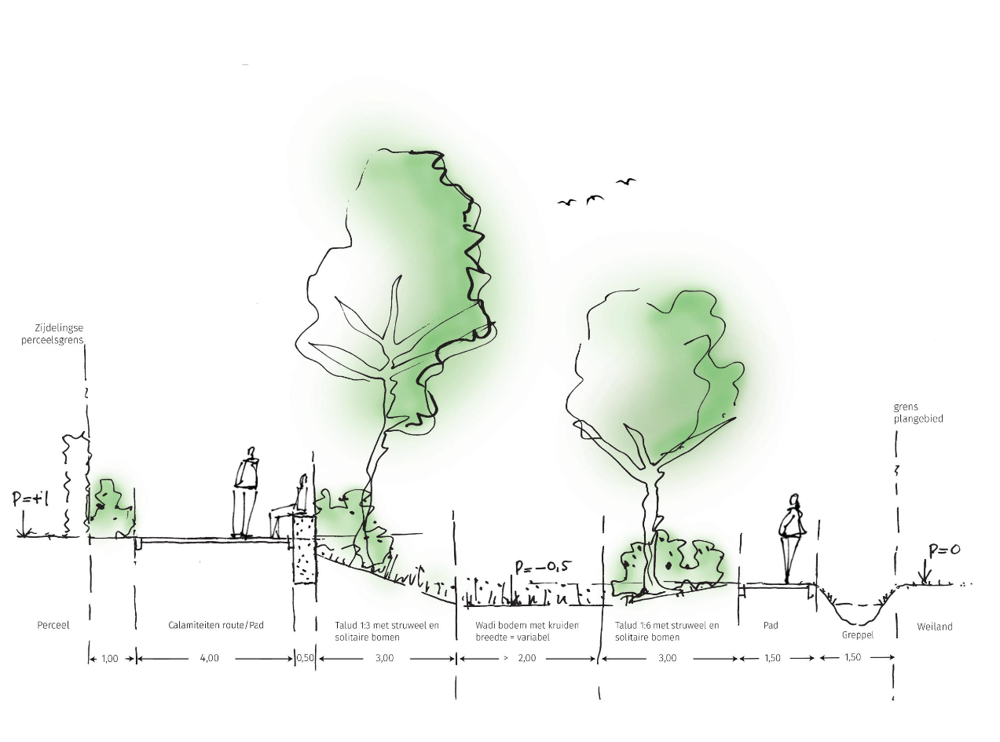 Zijdelingse
perceelsgrens
grens
plangebied
P=+1
P=-0,5
P=0
Perceel
Calamiteiten route/Pad
Talud 1:3 met struweel en
solitaire bomen
Wadi bodem met kruiden
breedte = variabel
Talud 1:6 met struweel en
solitaire bomen
Pad
Greppel
Weiland
1,00
4,00
0,50
3,00
> 2,00
3,00
1,50
1,50